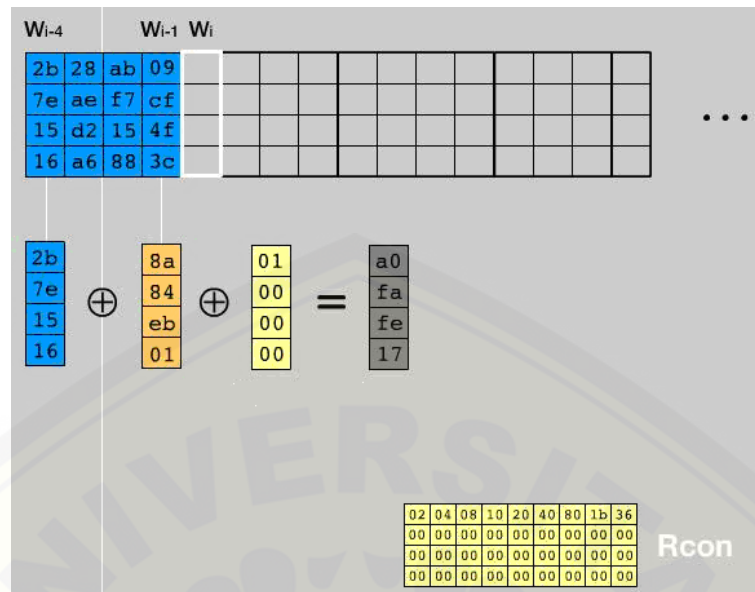 Wi-4 Wi-1 Wi
2b 28 ab 09
7e ae f7 cf
15 d2 15 4f
16 a6 88 3c
...
2b 8a 01 a0
7e 84 00 fa
⊕ ⊕ =
15 eb 00 fe
16 01 00 17
UNIVERSITA
02 04 08 10 20 40 80 1b 36
00 00 00 00 00 00 00 00 00
Rcon
00 00 00 00 00 00 00 00 00
00 00 00 00 00 00 00 00 00